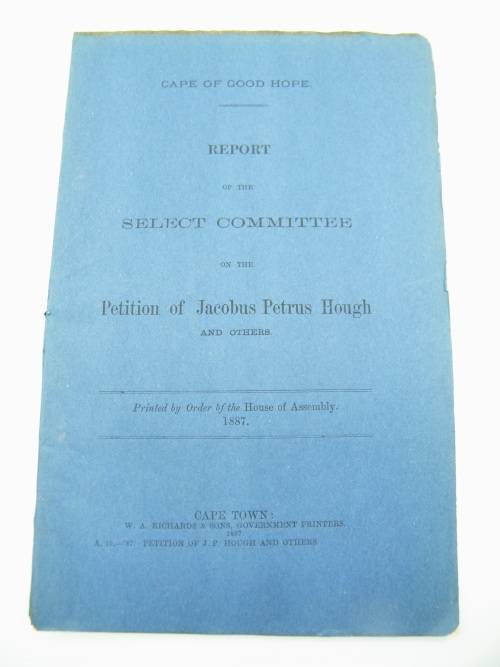 CAPE OF GOOD HOPE.
REPORT
OF THE
SELECT COMMITTEE
ON THE
Petition of Jacobus Petrus Hough
AND OTHERS.
Printed by Order of the House of Assembly.
1887.
CAPE TOWN:
W. A. RICHARDS & SONS, GOVERNMENT PRINTERS.
1887
A. —'87. PETITION OF J. P. HOUGH AND OTHERS